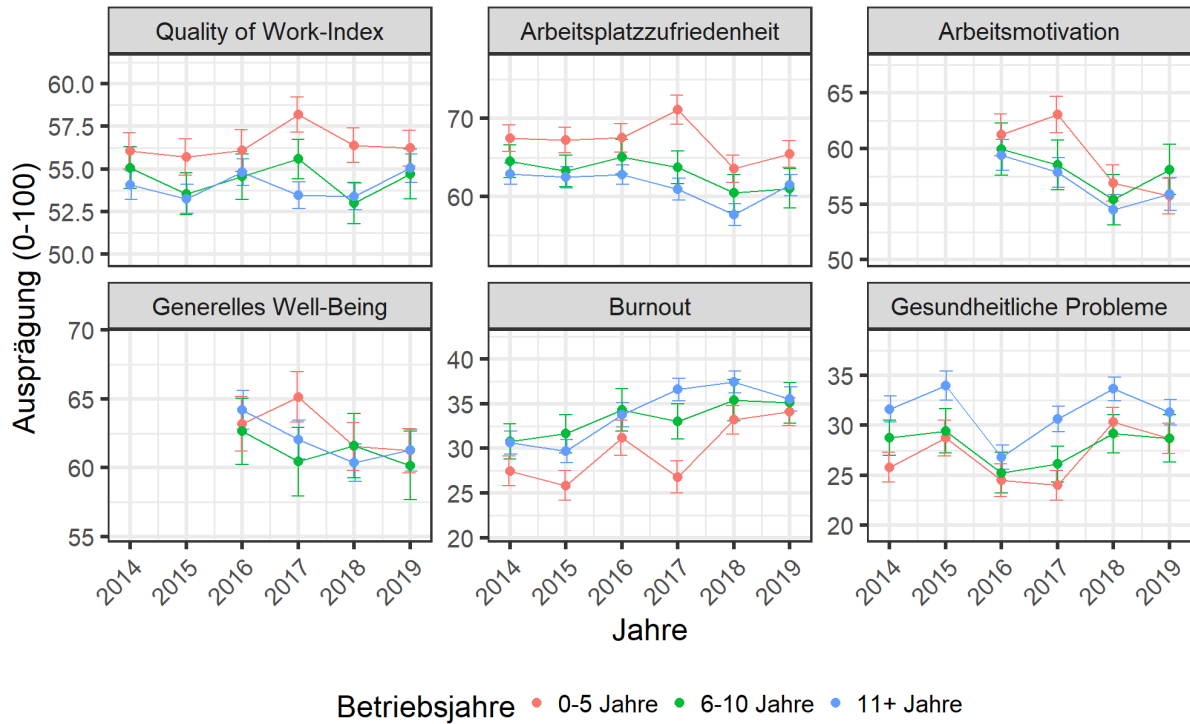 Quality of Work-Index
Arbeitsplatzzufriedenheit
Arbeitsmotivation
60.0
57.5
55.0
52.5
50.0
70
60
65
60
55
50
Generelles Well-Being
Burnout
Gesundheitliche Probleme
70
65
60
55
40
35
30
25
20
35
30
25
20
2014 2015 2016 2017 2018 2019
2014 2015 2016 2017 2018 2019
2014 2015 2016 2017 2018 2019
Ausprägung (0-100)
Jahre
Betriebsjahre 0-5 Jahre 6-10 Jahre 11+ Jahre